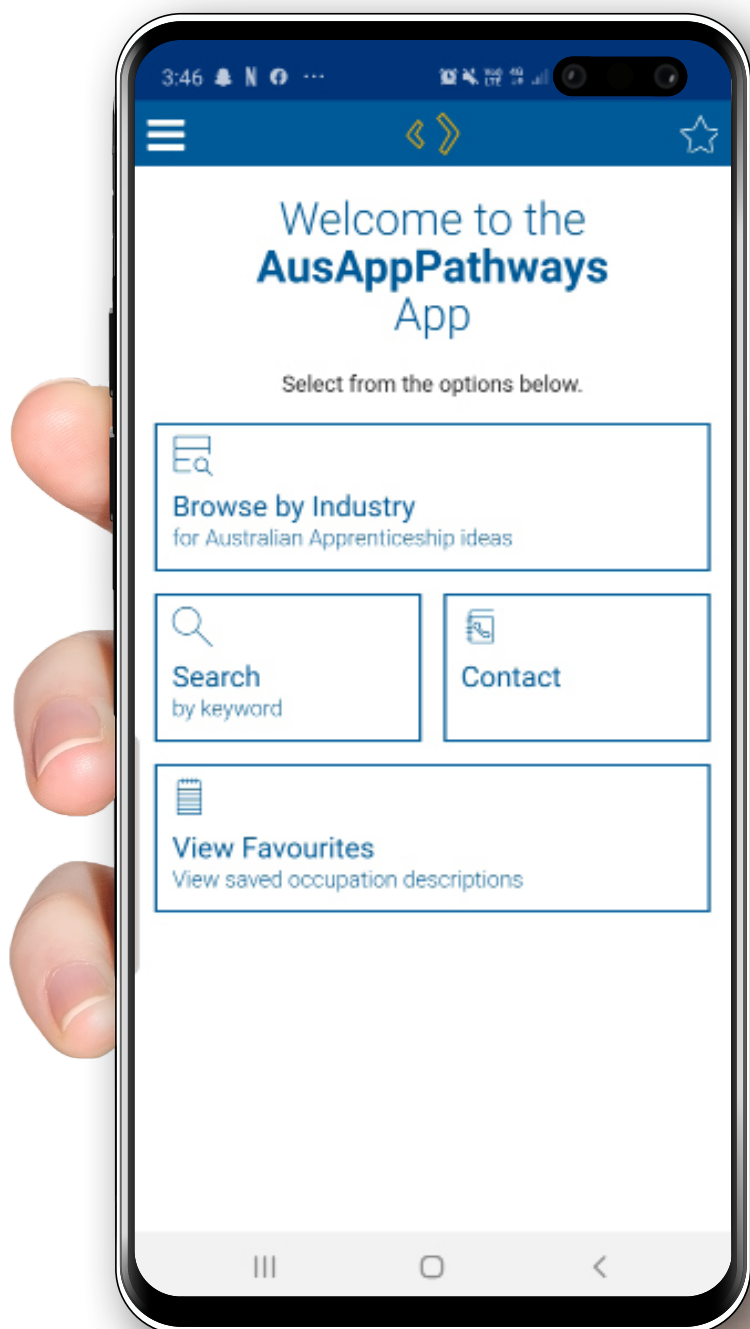 3:46
Welcome to the
AusAppPathways
App
Select from the options below.
Browse by Industry
for Australian Apprenticeship ideas
Search
by keyword
Contact
View Favourites
View saved occupation descriptions